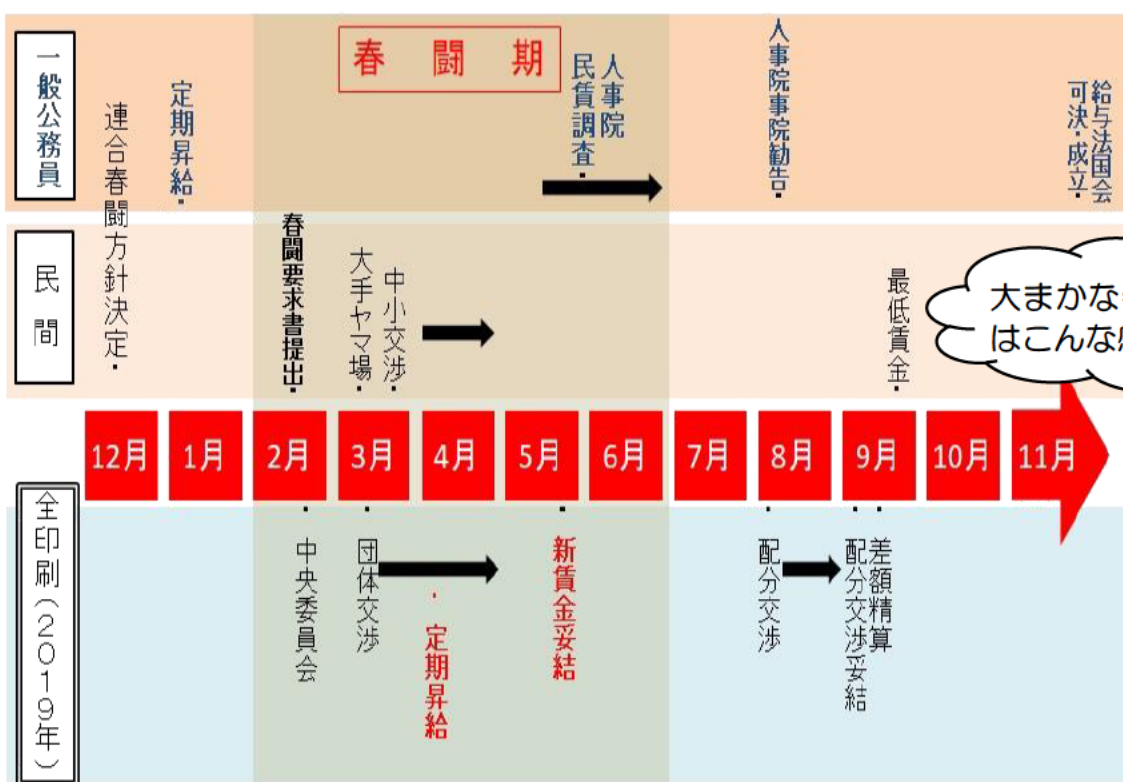 春闘期
一般公務員
連合春闘方針決定・
定期昇給・
人事院
民賃調査・
人事院事院勧告・
給与法国会
可決・成立・
民間
春闘要求書提出・
大手ヤマ場・
中小交渉・
最低賃金・
大まかな
はこんな
12月
1月
2月
3月
4月
5月
6月
7月
8月
9月
10月
11月
全印刷(2019年)
・中央委員会
・団体交渉
・定期昇給
・新賃金妥結
・配分交渉
・配分交渉妥結
・差額精算